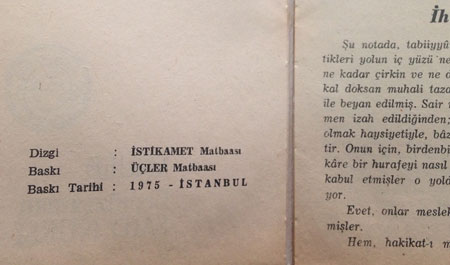 Dizgi : İSTİKAMET Matbaası
Baskı : ÜÇLER Matbaası
Baskı Tarihi : 1975 - İSTANBUL
İh
Şu notada, tabiiyyû
tikleri yolun iç yüzü ne
ne kadar çirkin ve ne d
kal doksan muhali taza
ile beyan edilmiş. Sair r
men izah edildiğinden;
olmak haysiyetiyle, bâz
tir. Onun için, birdenbi
kâre bir hurafeyi nasıl
kabul etmişler o yold
yor.
Evet, onlar meslek
mişler.
Hem, hakikat-ı m